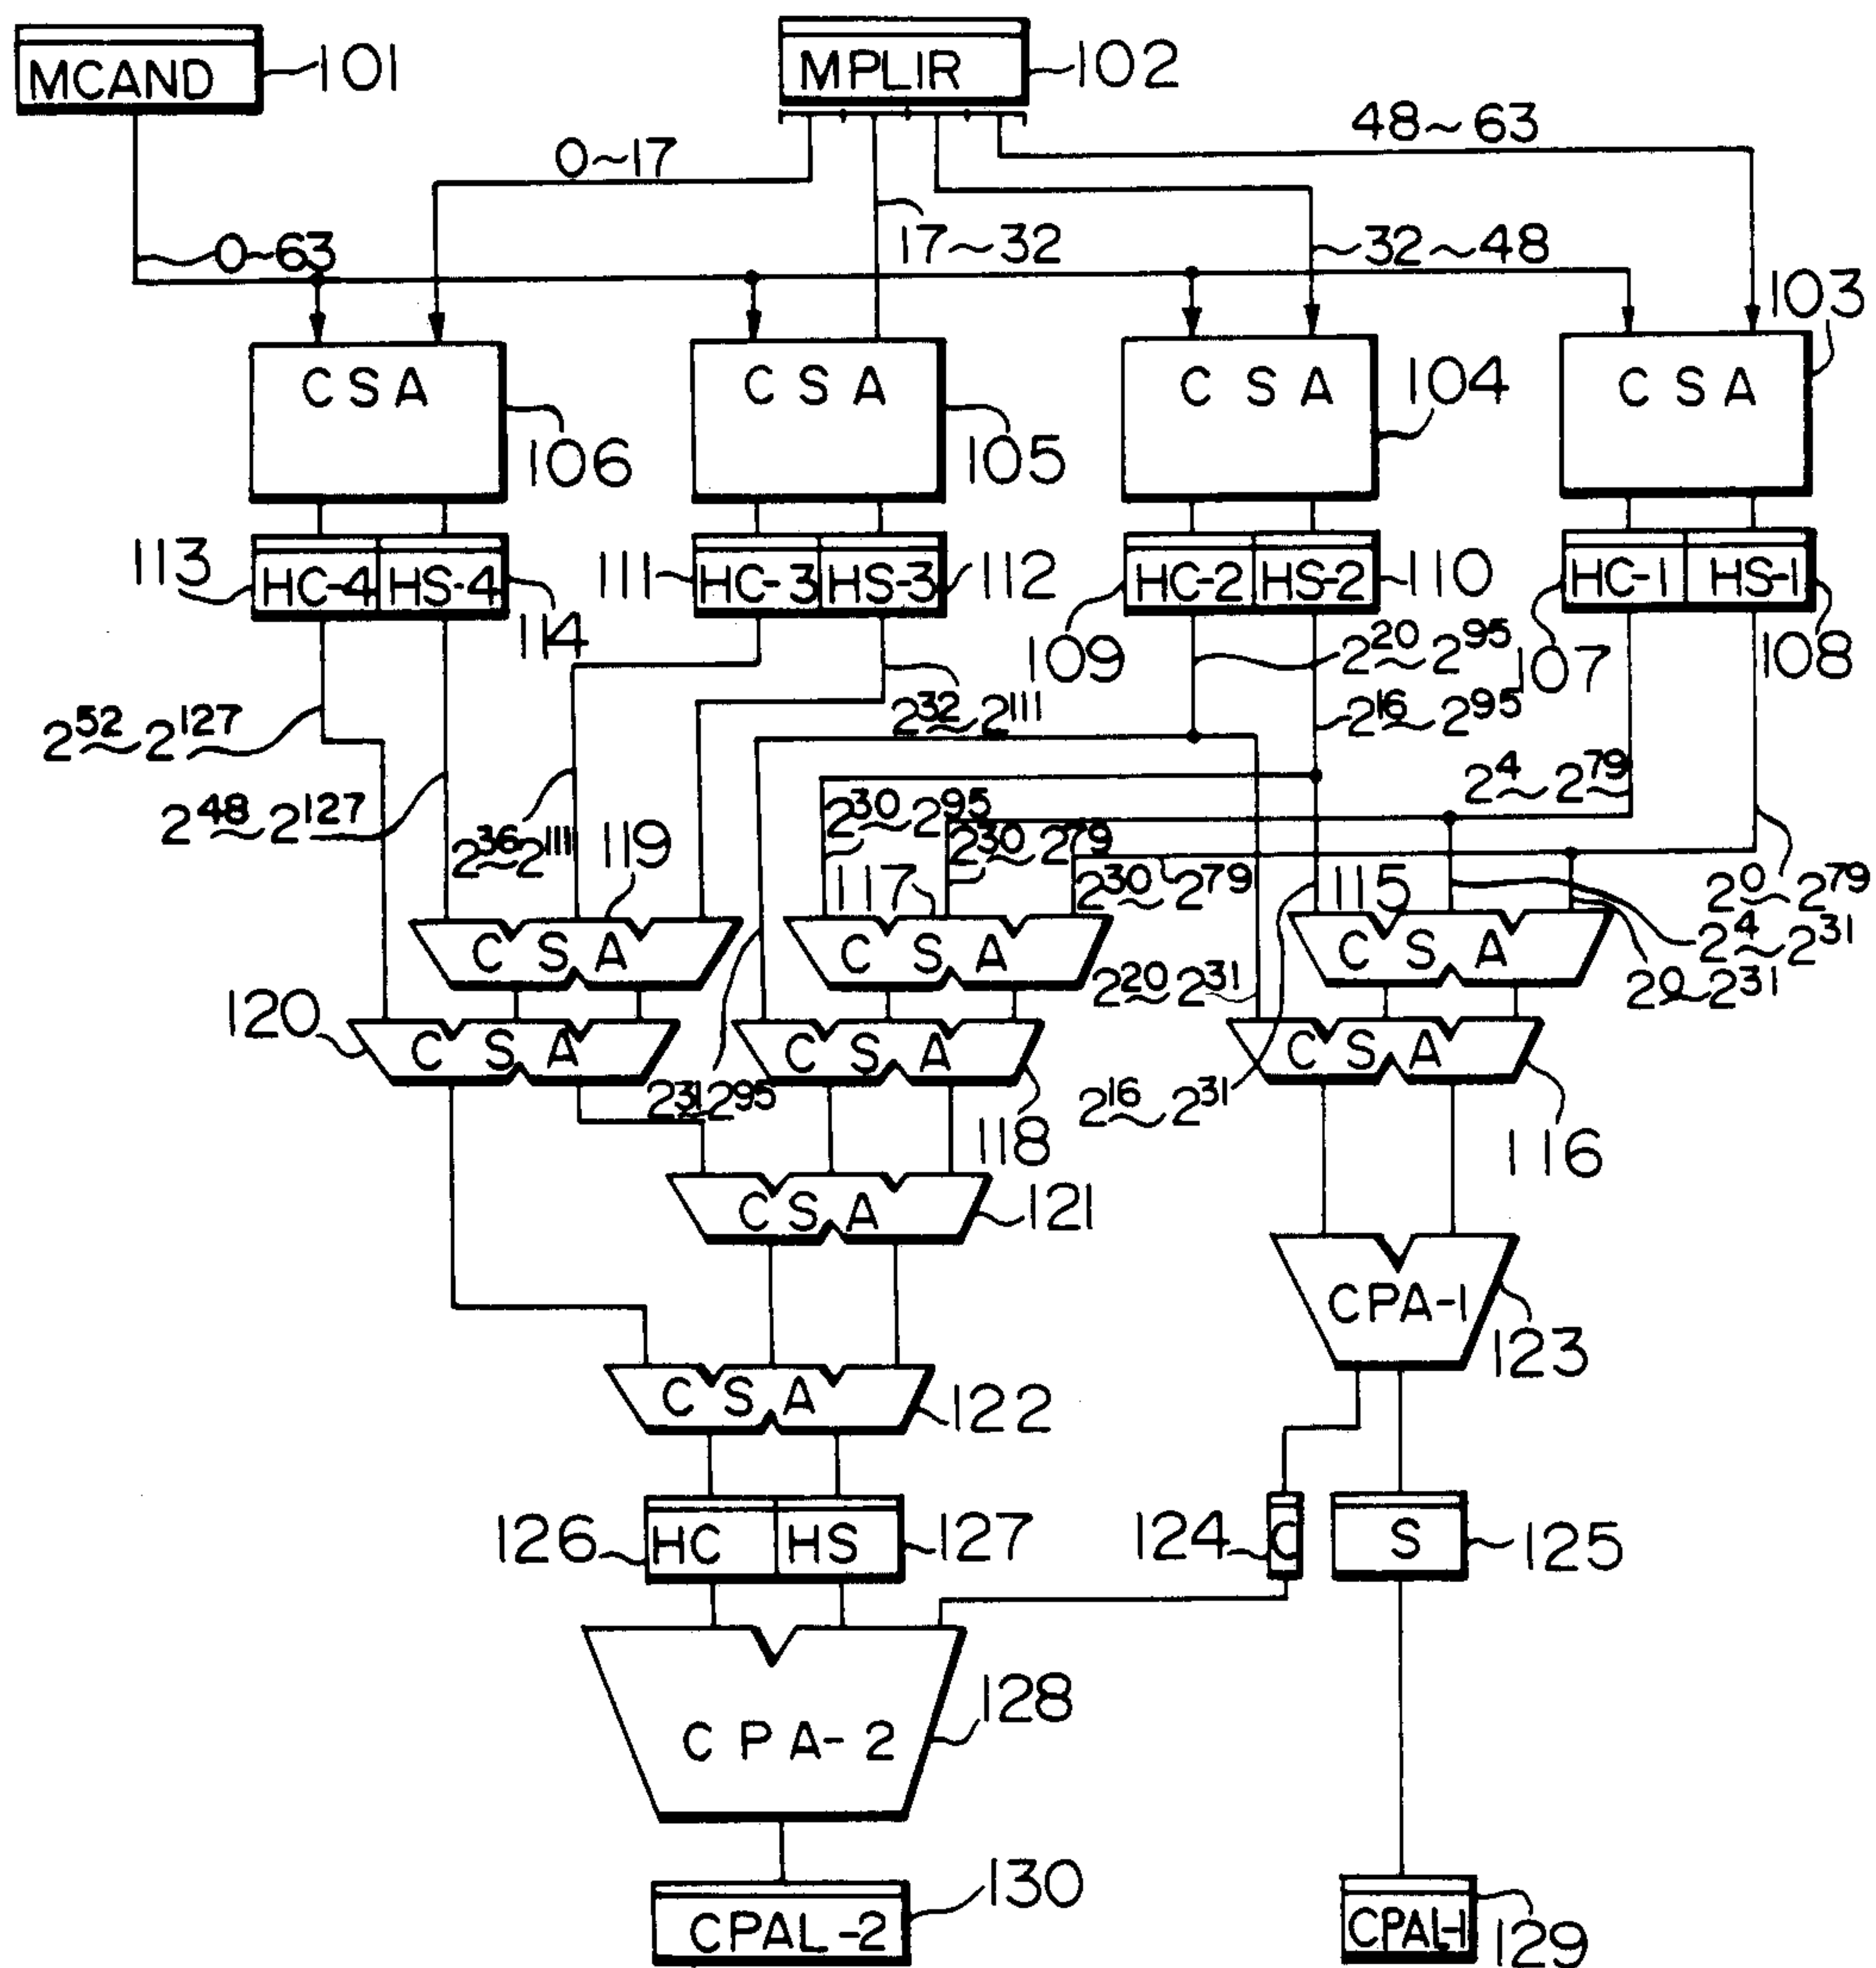 MCAND
101
MPLIR
102
48~63
0~17
0~63
17~32
32~48
103
CSA
CSA
CSA
CSA
106
105
104
113
HC-4
HS-4
114
111
HC-3
HS-3
112
HC-2
HS-2
110
109
HC-1
HS-1
107
108
2^20~2^95
2^52~2^127
2^32~2^111
2^16~2^95
2^4~2^79
2^48~2^127
2^36~2^111
119
2^30~2^95
2^30~2^79
117
2^30~2^79
115
2^0~2^79
CSA
CSA
CSA
2^4~2^31
2^20~2^31
2^0~2^31
120
CSA
CSA
CSA
2^31~2^95
118
2^16~2^31
116
CSA
121
CPA-1
123
CSA
122
126
HC
HS
127
124
C
S
125
CPA-2
128
130
CPAL-2
CPAL-1
129